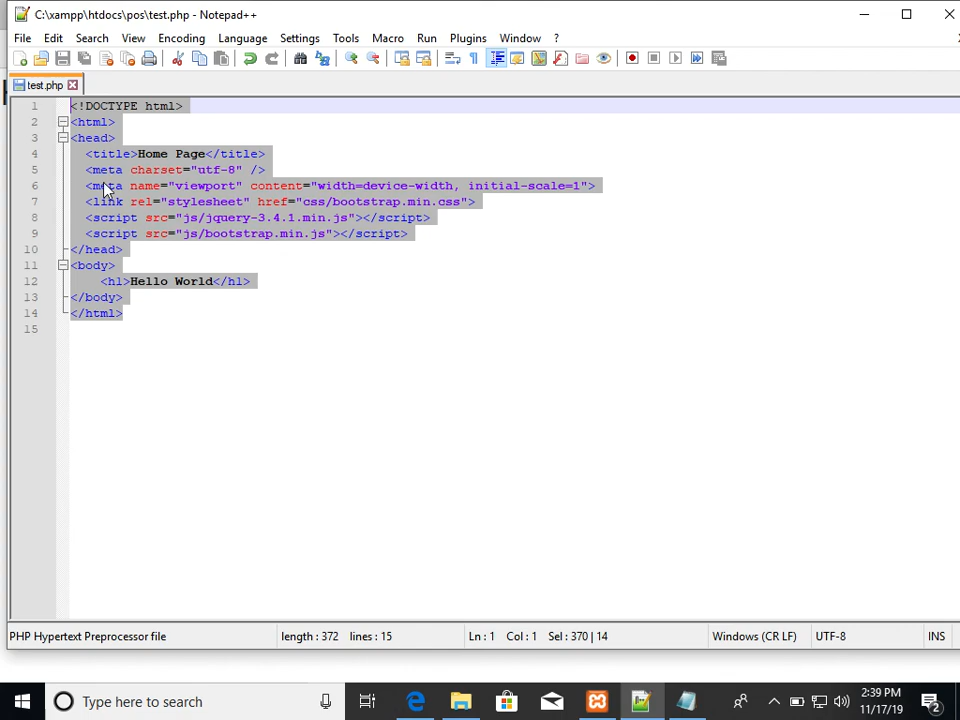 C:\xampp\htdocs\pos\test.php - Notepad++
File Edit Search View Encoding Language Settings Tools Macro Run Plugins Window ?
test.php
1 <!DOCTYPE html>
2 <html>
3 <head>
4 <title>Home Page</title>
5 <meta charset="utf-8" />
6 <meta name="viewport" content="width=device-width, initial-scale=1">
7 <link rel="stylesheet" href="css/bootstrap.min.css">
8 <script src="js/jquery-3.4.1.min.js"></script>
9 <script src="js/bootstrap.min.js"></script>
10 </head>
11 <body>
12 <h1>Hello World</h1>
13 </body>
14 </html>
15
PHP Hypertext Preprocessor file length : 372 lines : 15 Ln : 1 Col : 1 Sel : 370 | 14 Windows (CR LF) UTF-8 INS
Type here to search
2:39 PM
11/17/19
2